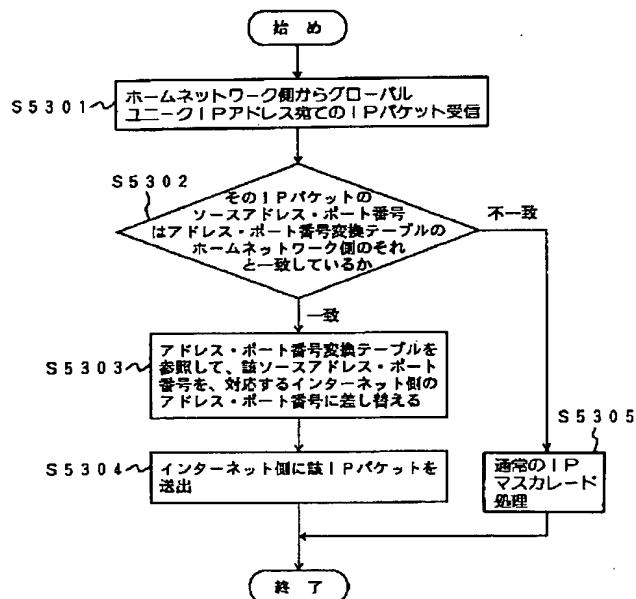 始め
S5301
ホームネットワーク側からグローバル
ユニークIPアドレス宛てのIPパケット受信
S5302
そのIPパケットの
ソースアドレス・ポート番号
はアドレス・ポート番号変換テーブルの
ホームネットワーク側のそれ
と一致しているか
不一致
一致
S5303
アドレス・ポート番号変換テーブルを
参照して、該ソースアドレス・ポート
番号を、対応するインターネット側の
アドレス・ポート番号に差し替える
S5304
インターネット側に該IPパケットを
送出
S5305
通常のIP
マスカレード
処理
終了